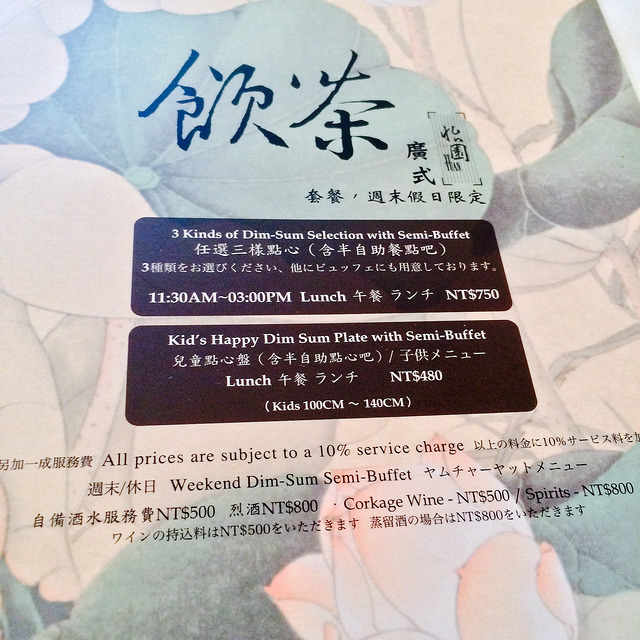 飲茶
廣式
怡園
套餐，週末假日限定
3 Kinds of Dim-Sum Selection with Semi-Buffet
任選三樣點心（含半自助餐點吧）
3種類をお選びください、他にビュッフェにも用意しております。
11:30AM~03:00PM Lunch 午餐 ランチ NT$750
Kid's Happy Dim Sum Plate with Semi-Buffet
兒童點心盤（含半自助點心吧）/ 子供メニュー
Lunch 午餐 ランチ NT$480
（Kids 100CM ～ 140CM）
另加一成服務費 All prices are subject to a 10% service charge 以上の料金に10%サービス料を加
週末/休日 Weekend Dim-Sum Semi-Buffet ヤムチャーヤットメニュー
自備酒水服務費NT$500 烈酒NT$800 · Corkage Wine - NT$500 / Spirits - NT$800
ワインの持込料はNT$500をいただきます 蒸留酒の場合はNT$800をいただきます